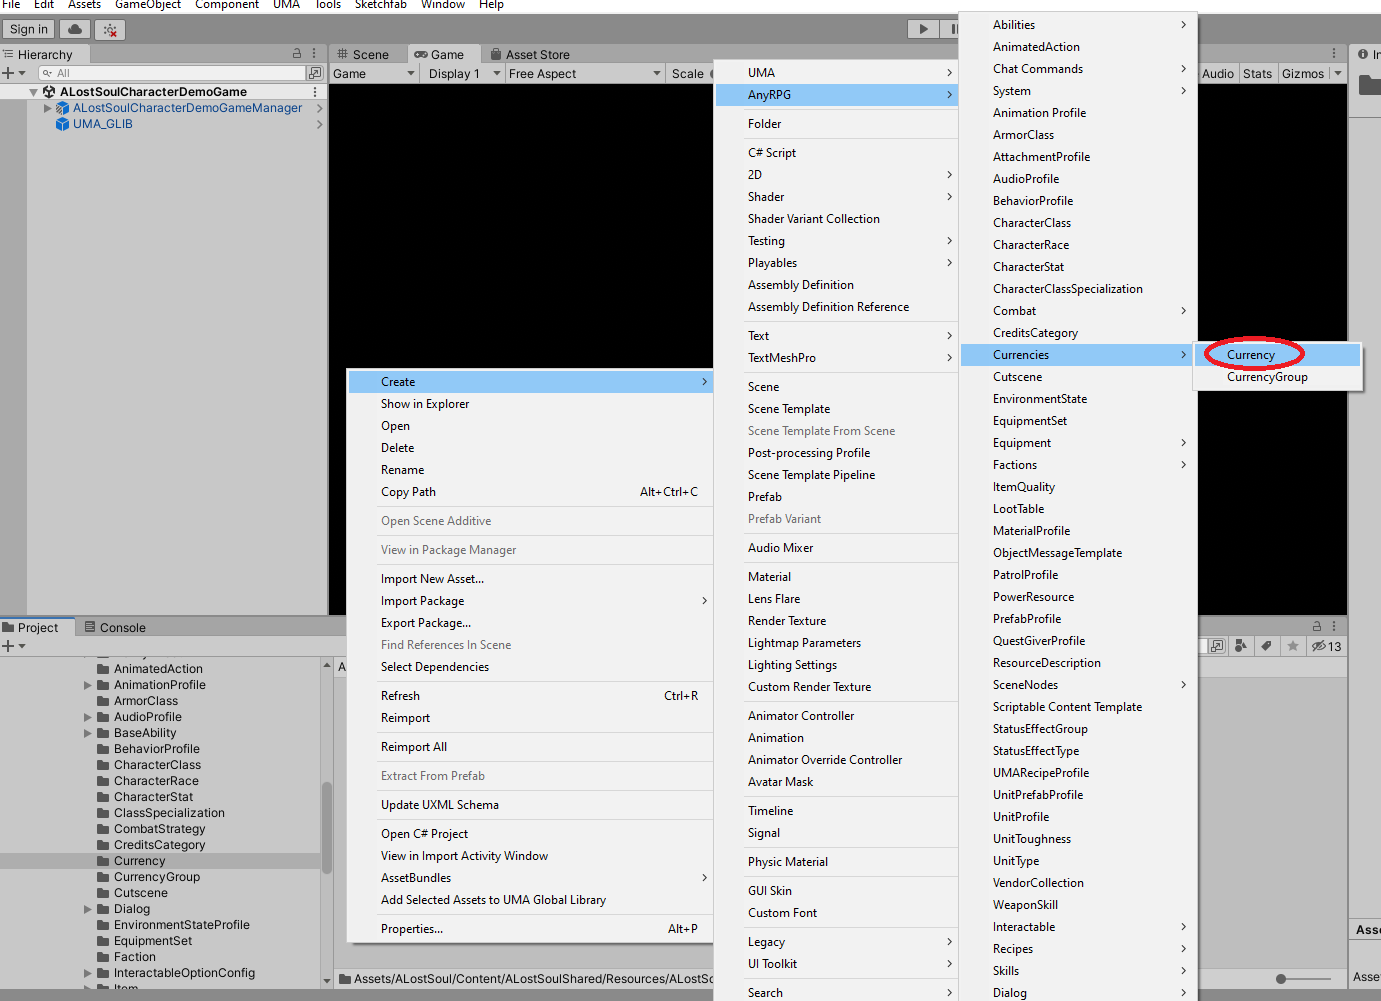 File Edit Assets GameObject Component UMA Tools Sketchfab Window Help
Sign in
Hierarchy
All
ALostSoulCharacterDemoGame
ALostSoulCharacterDemoGameManager
UMA_GLIB
Scene Game Asset Store
Game Display 1 Free Aspect Scale
Audio Stats Gizmos
In
Create
Show in Explorer
Open
Delete
Rename
Copy Path Alt+Ctrl+C
Open Scene Additive
View in Package Manager
Import New Asset...
Import Package
Export Package...
Find References In Scene
Select Dependencies
Refresh Ctrl+R
Reimport
Reimport All
Extract From Prefab
Update UXML Schema
Open C# Project
View in Import Activity Window
AssetBundles
Add Selected Assets to UMA Global Library
Properties... Alt+P
UMA
AnyRPG
Folder
C# Script
2D
Shader
Shader Variant Collection
Testing
Playables
Assembly Definition
Assembly Definition Reference
Text
TextMeshPro
Scene
Scene Template
Scene Template From Scene
Post-processing Profile
Scene Template Pipeline
Prefab
Prefab Variant
Audio Mixer
Material
Lens Flare
Render Texture
Lightmap Parameters
Lighting Settings
Custom Render Texture
Animator Controller
Animation
Animator Override Controller
Avatar Mask
Timeline
Signal
Physic Material
GUI Skin
Custom Font
Legacy
UI Toolkit
Search
Abilities
AnimatedAction
Chat Commands
System
Animation Profile
ArmorClass
AttachmentProfile
AudioProfile
BehaviorProfile
CharacterClass
CharacterRace
CharacterStat
CharacterClassSpecialization
Combat
CreditsCategory
Currencies
Cutscene
EnvironmentState
EquipmentSet
Equipment
Factions
ItemQuality
LootTable
MaterialProfile
ObjectMessageTemplate
PatrolProfile
PowerResource
PrefabProfile
QuestGiverProfile
ResourceDescription
SceneNodes
Scriptable Content Template
StatusEffectGroup
StatusEffectType
UMARecipeProfile
UnitPrefabProfile
UnitProfile
UnitToughness
UnitType
VendorCollection
WeaponSkill
Interactable
Recipes
Skills
Dialog
Currency
CurrencyGroup
Project Console
13
AnimatedAction
AnimationProfile
ArmorClass
AudioProfile
BaseAbility
BehaviorProfile
CharacterClass
CharacterRace
CharacterStat
ClassSpecialization
CombatStrategy
CreditsCategory
Currency
CurrencyGroup
Cutscene
Dialog
EnvironmentStateProfile
EquipmentSet
Faction
InteractableOptionConfig
Item
Assets/ALostSoul/Content/ALostSoulShared/Resources/ALostSo
Asse
Asse